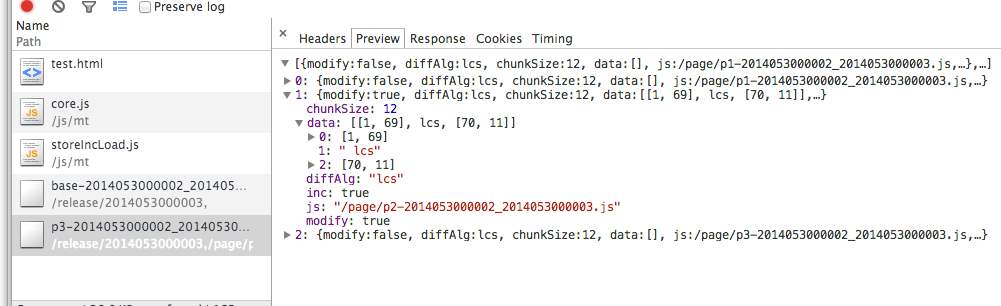 Preserve log
Name
Path
× Headers Preview Response Cookies Timing
test.html
core.js
/js/mt
storeIncLoad.js
/js/mt
base-2014053000002_20145...
/release/2014053000003,
p3-2014053000002_20140530...
/release/2014053000003,/page/p
▼ [{modify:false, diffAlg:lcs, chunkSize:12, data:[], js:/page/p1-2014053000002_2014053000003.js,…},…]
▶ 0: {modify:false, diffAlg:lcs, chunkSize:12, data:[], js:/page/p1-2014053000002_2014053000003.js,…}
▼ 1: {modify:true, diffAlg:lcs, chunkSize:12, data:[[1, 69], lcs, [70, 11]],…}
chunkSize: 12
▼ data: [[1, 69], lcs, [70, 11]]
▶ 0: [1, 69]
1: " lcs"
▶ 2: [70, 11]
diffAlg: "lcs"
inc: true
js: "/page/p2-2014053000002_2014053000003.js"
modify: true
▶ 2: {modify:false, diffAlg:lcs, chunkSize:12, data:[], js:/page/p3-2014053000002_2014053000003.js,…}